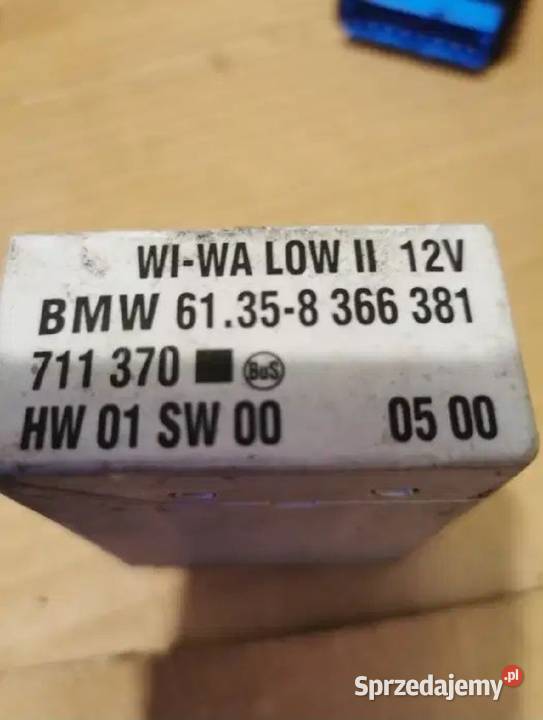 WI-WA LOW II 12V
BMW 61.35-8 366 381
711 370 BuS
HW 01 SW 00 05 00
Sprzedajemy.pl